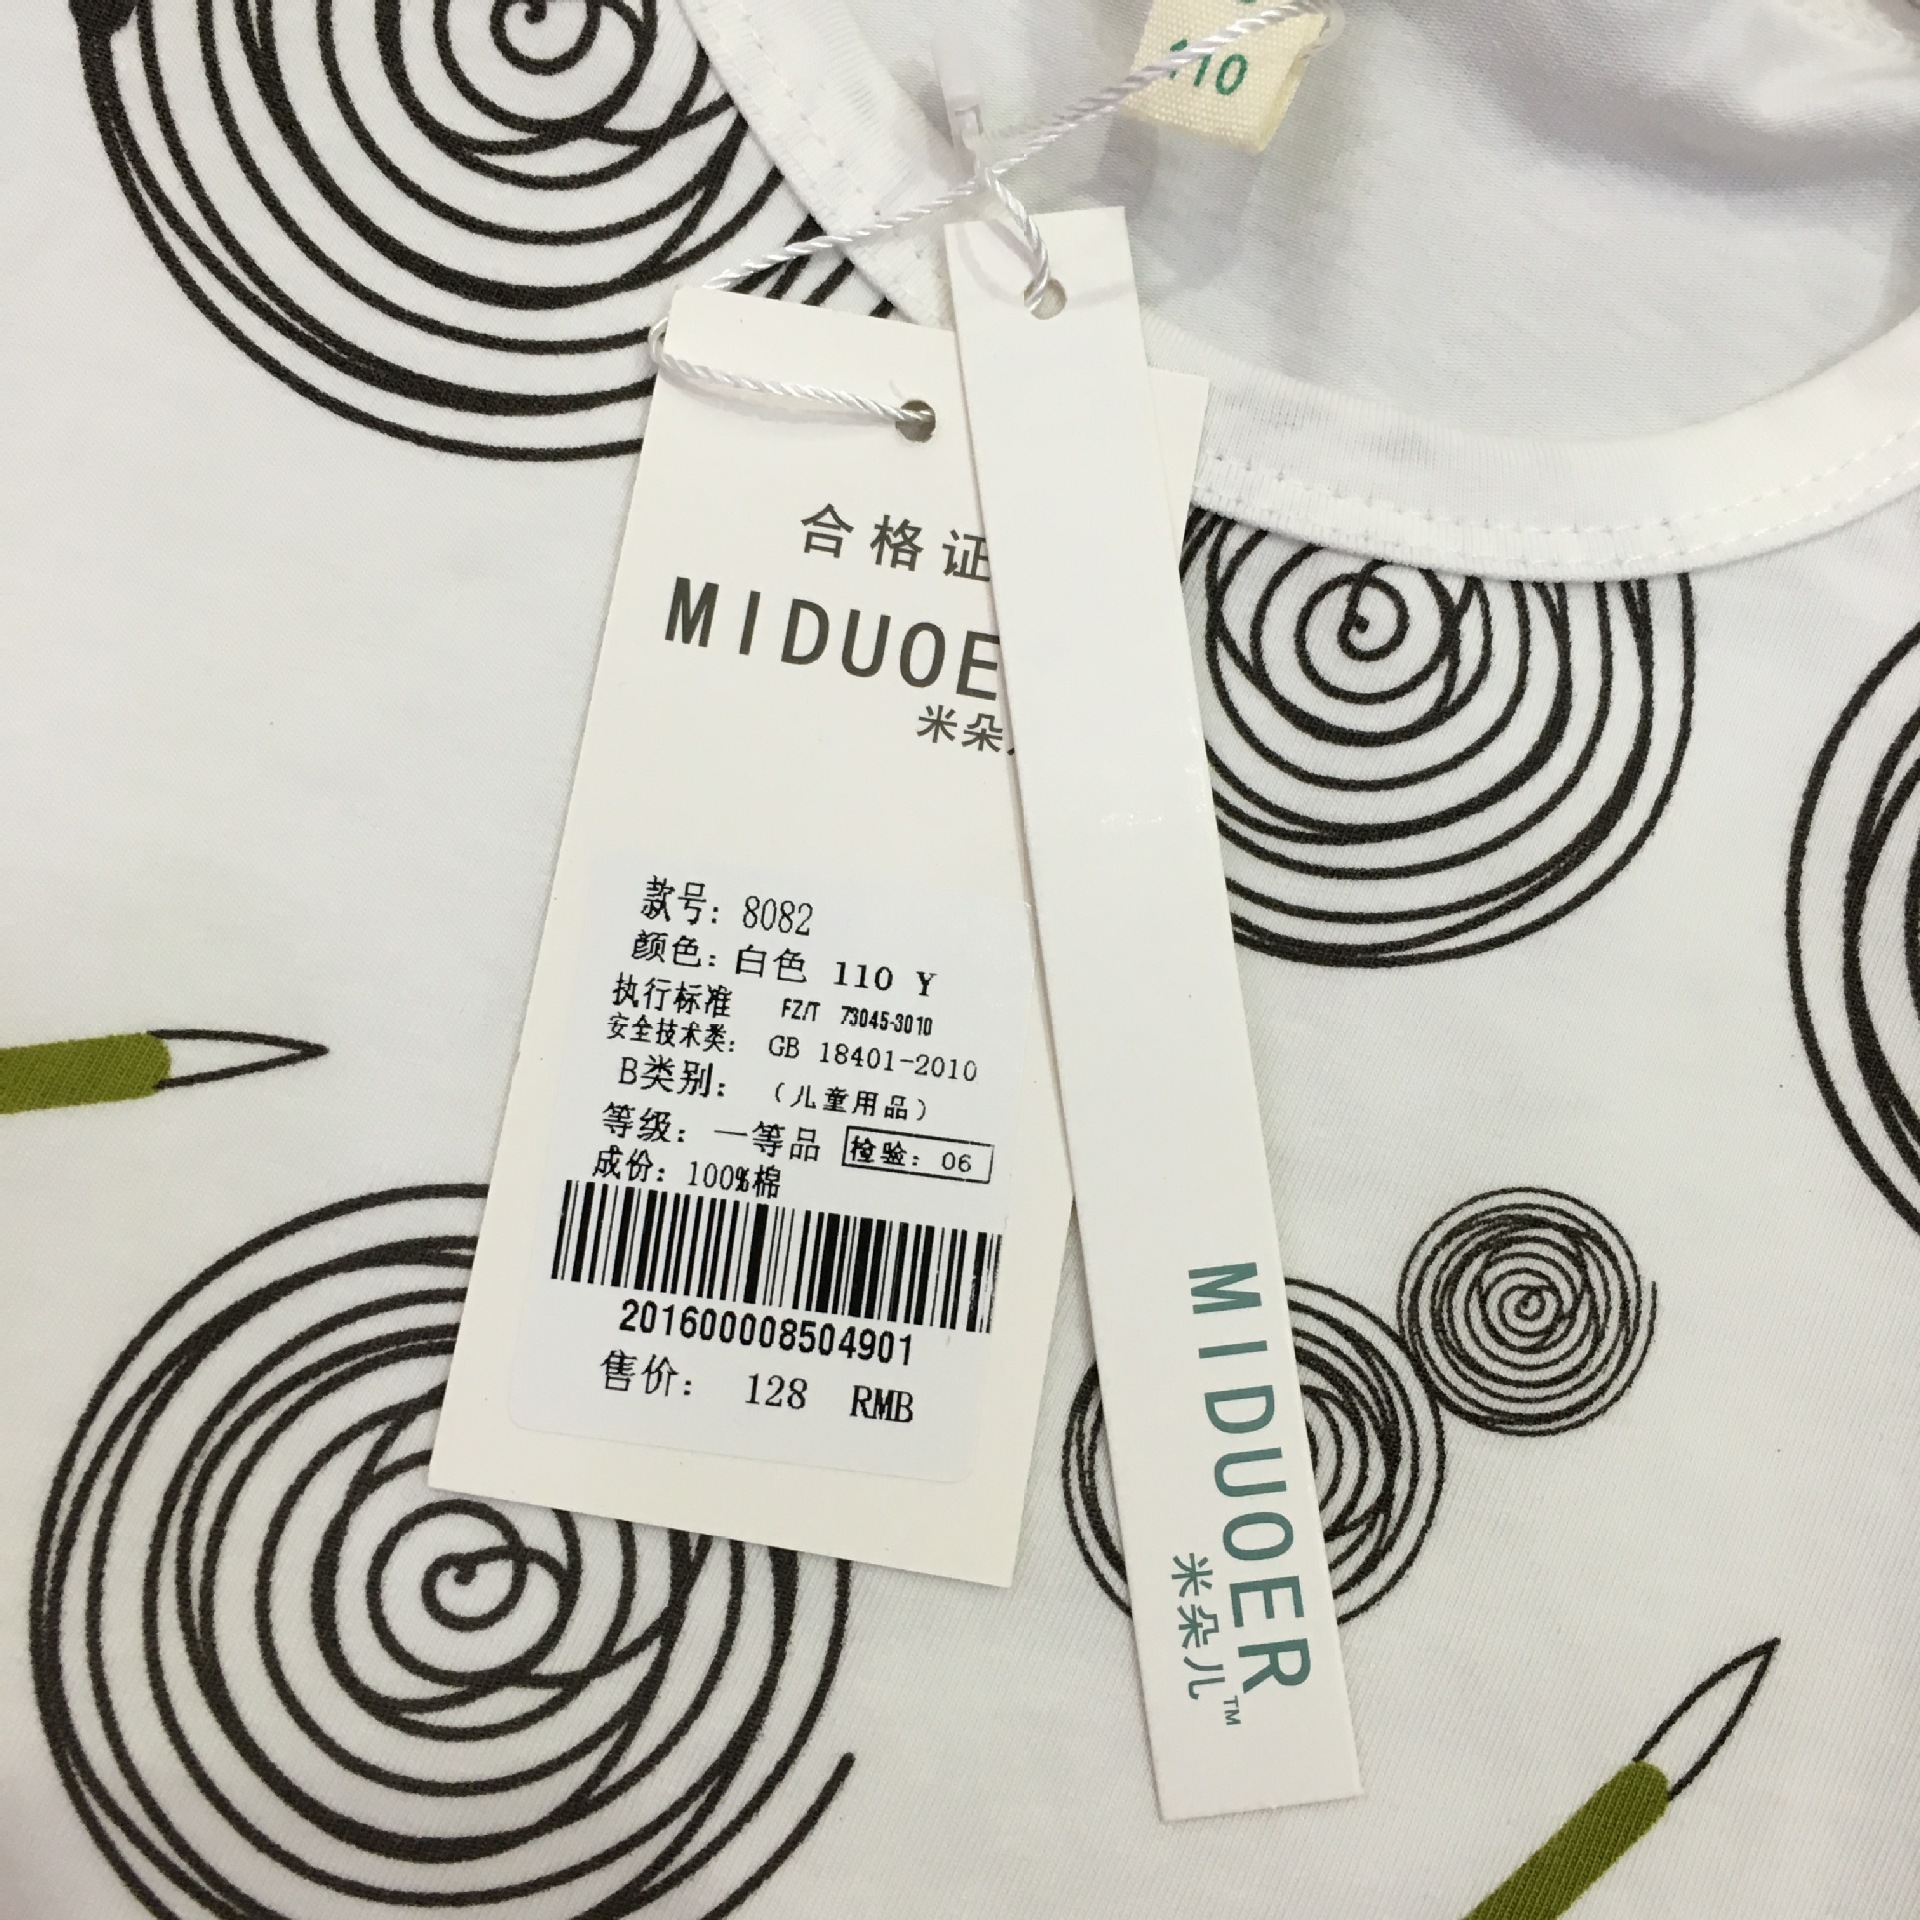 110
合格证
MIDUOE
米朵
款号: 8082
颜色: 白色 110 Y
执行标准 FZ/T 73045-3010
安全技术类: GB 18401-2010
B类别: (儿童用品)
等级: 一等品 检验: 06
成份: 100%棉
201600008504901
售价: 128 RMB
MIDUOER
米朵儿™